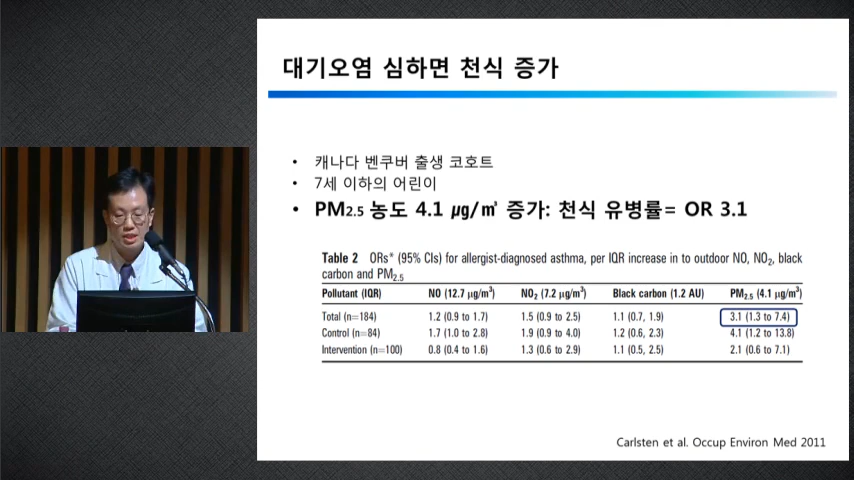 대기오염 심하면 천식 증가
• 캐나다 벤쿠버 출생 코호트
• 7세 이하의 어린이
• PM2.5 농도 4.1 ㎍/㎥ 증가: 천식 유병률= OR 3.1
Table 2 ORs* (95% CIs) for allergist-diagnosed asthma, per IQR increase in to outdoor NO, NO₂, black
carbon and PM₂.₅
Pollutant (IQR) NO (12.7 μg/m³) NO₂ (7.2 μg/m³) Black carbon (1.2 AU) PM₂.₅ (4.1 μg/m³)
Total (n=184) 1.2 (0.9 to 1.7) 1.5 (0.9 to 2.5) 1.1 (0.7, 1.9) 3.1 (1.3 to 7.4)
Control (n=84) 1.7 (1.0 to 2.8) 1.9 (0.9 to 4.0) 1.2 (0.6, 2.3) 4.1 (1.2 to 13.8)
Intervention (n=100) 0.8 (0.4 to 1.6) 1.3 (0.6 to 2.9) 1.1 (0.5, 2.5) 2.1 (0.6 to 7.1)
Carlsten et al. Occup Environ Med 2011